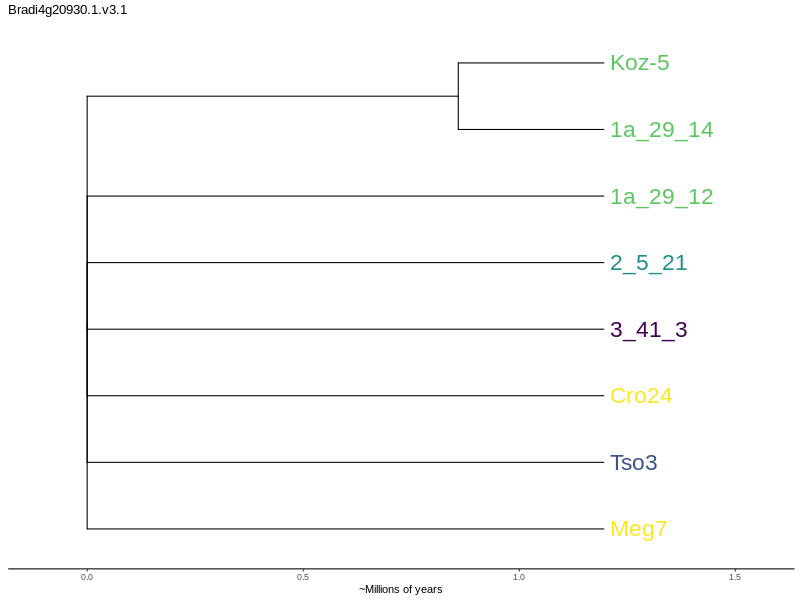 Bradi4g20930.1.v3.1
Koz-5
1a_29_14
1a_29_12
2_5_21
3_41_3
Cro24
Tso3
Meg7
0.0 0.5 1.0 1.5
~Millions of years